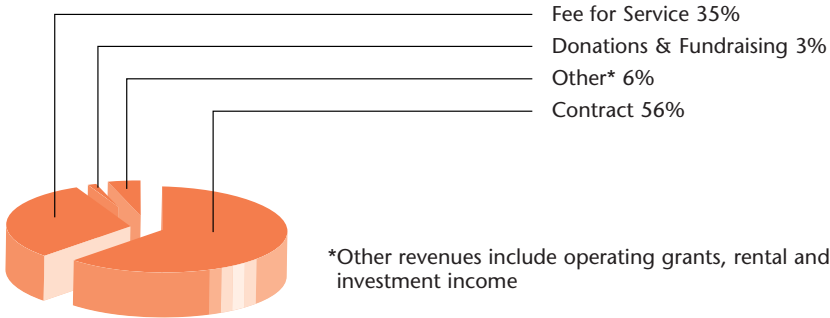 Fee for Service 35%
Donations & Fundraising 3%
Other* 6%
Contract 56%
*Other revenues include operating grants, rental and
investment income